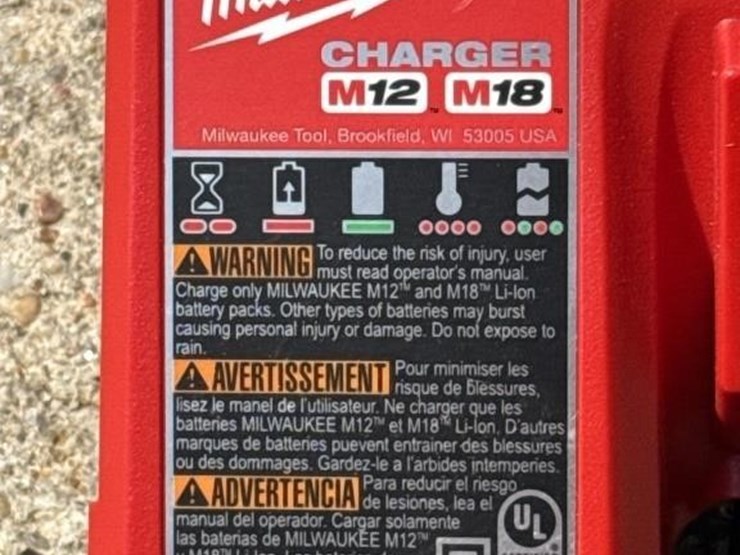 CHARGER
M12™ M18™
Milwaukee Tool, Brookfield, WI 53005 USA
WARNING To reduce the risk of injury, user
must read operator's manual.
Charge only MILWAUKEE M12™ and M18™ Li-Ion
battery packs. Other types of batteries may burst
causing personal injury or damage. Do not expose to
rain.
AVERTISSEMENT Pour minimiser les
risque de blessures,
lisez le manel de l'utilisateur. Ne charger que les
batteries MILWAUKEE M12™ et M18™ Li-Ion. D'autres
marques de batteries puevent entrainer des blessures
ou des dommages. Gardez-le a l'arbides intemperies.
ADVERTENCIA Para reducir el riesgo
de lesiones, lea el
manual del operador. Cargar solamente
las baterias de MILWAUKEE M12™
UL